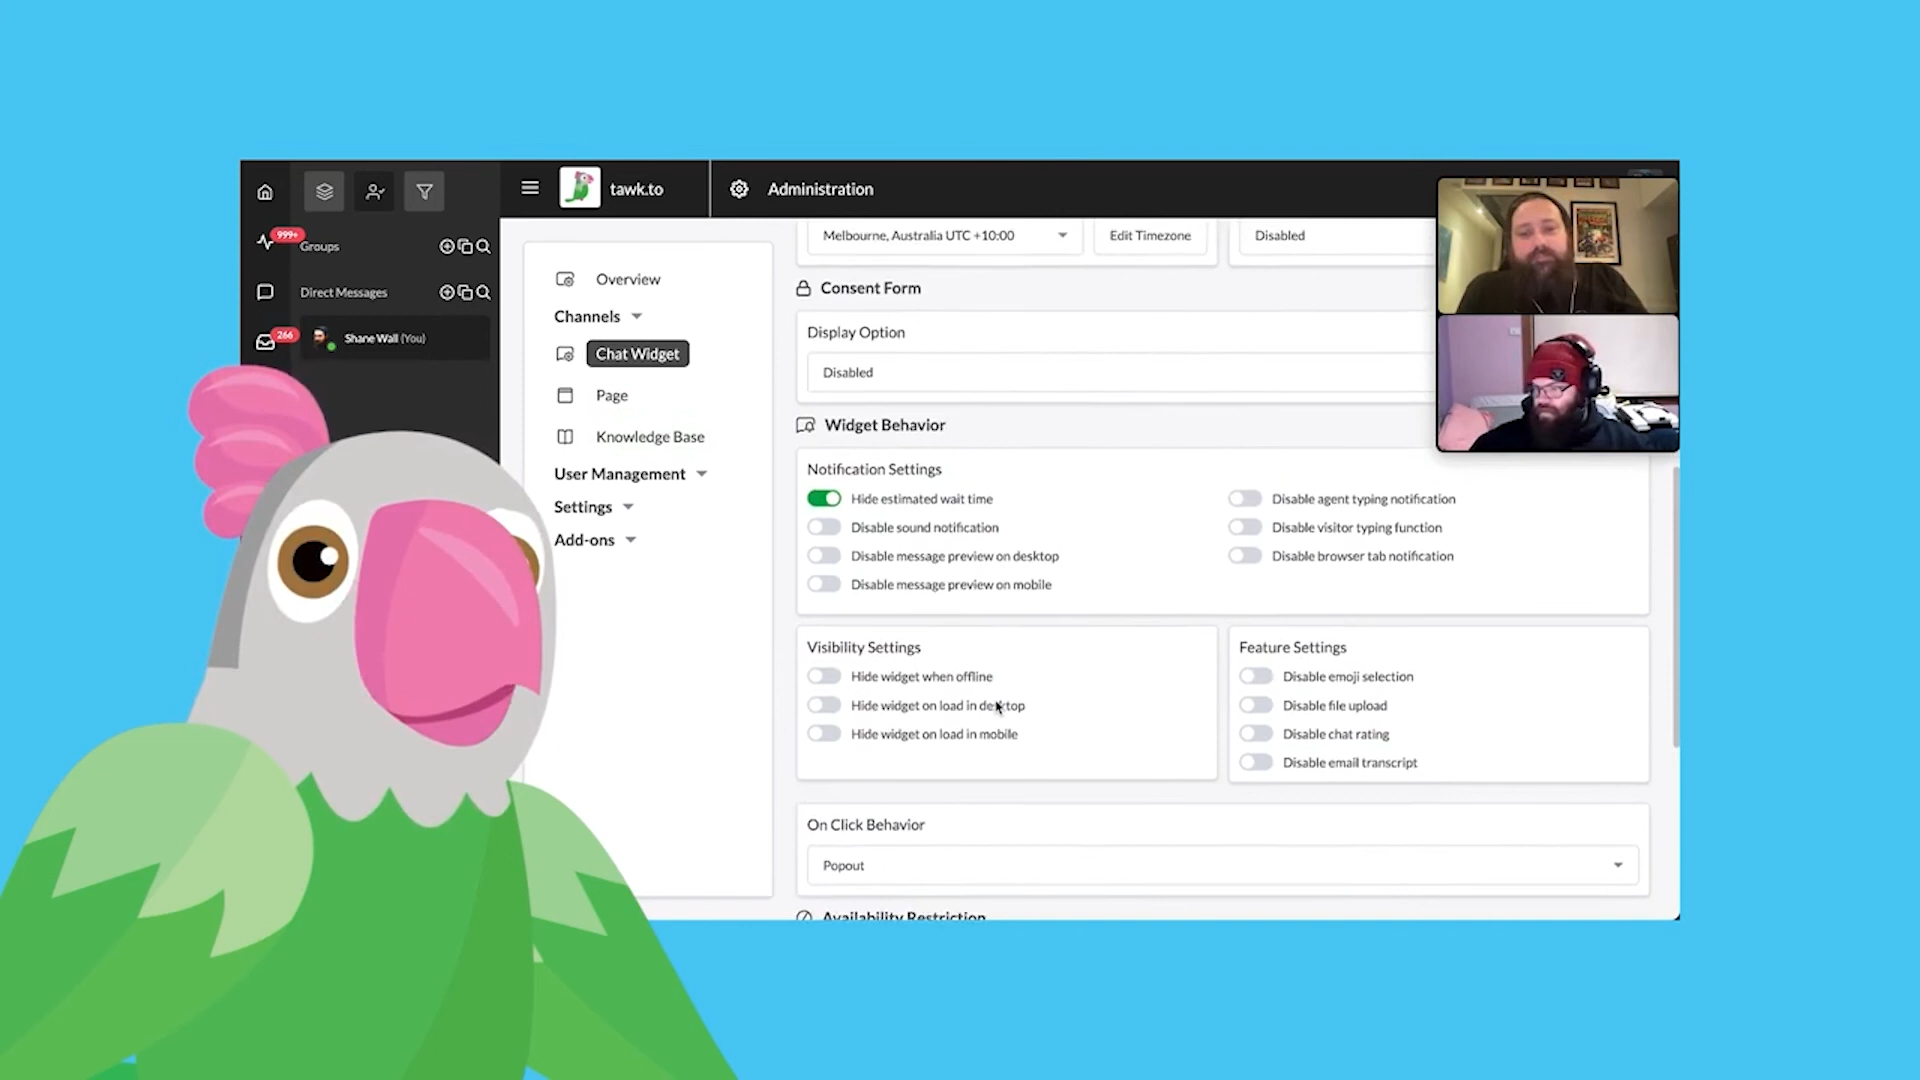 tawk.to
Administration
999+
Groups
Direct Messages
266
Shane Wall (You)
Overview
Channels
Chat Widget
Page
Knowledge Base
User Management
Settings
Add-ons
Melbourne, Australia UTC +10:00
Edit Timezone
Disabled
Consent Form
Display Option
Disabled
Widget Behavior
Notification Settings
Hide estimated wait time
Disable sound notification
Disable message preview on desktop
Disable message preview on mobile
Disable agent typing notification
Disable visitor typing function
Disable browser tab notification
Visibility Settings
Hide widget when offline
Hide widget on load in desktop
Hide widget on load in mobile
Feature Settings
Disable emoji selection
Disable file upload
Disable chat rating
Disable email transcript
On Click Behavior
Popout
Availability Restriction